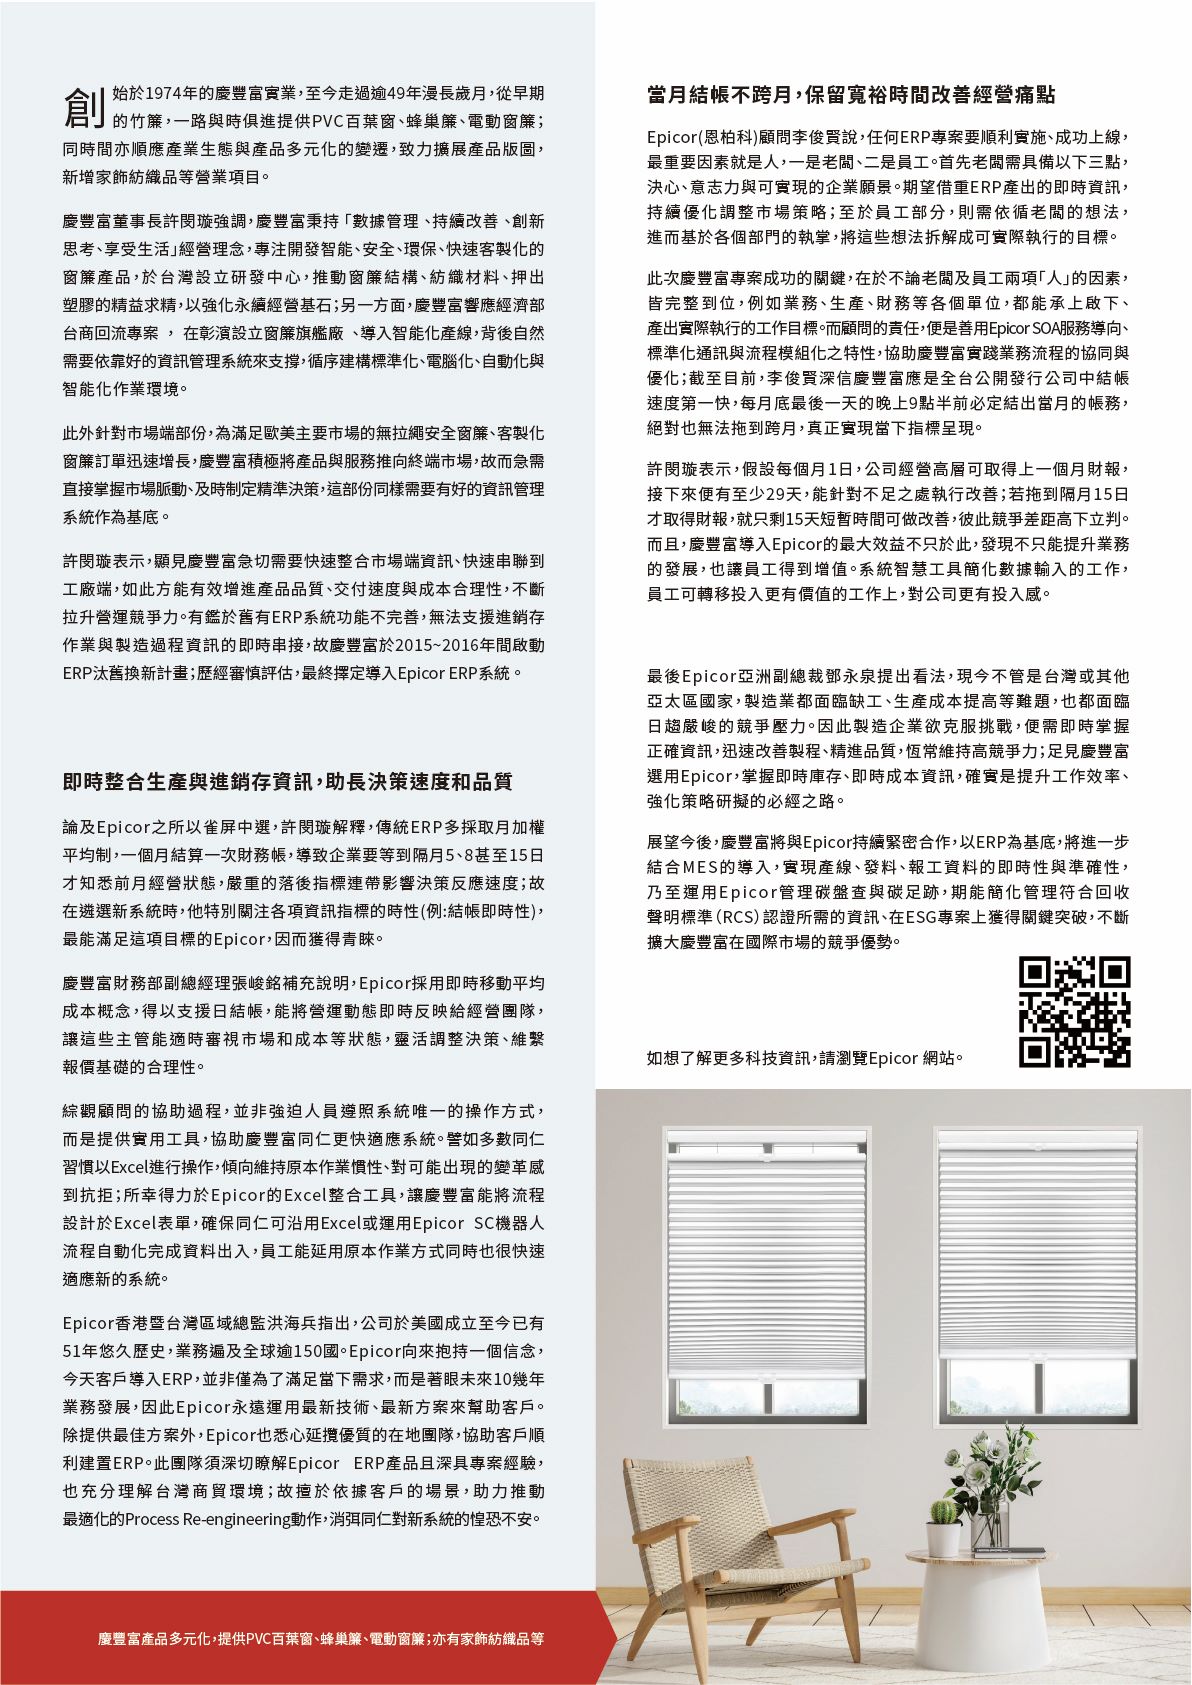 創始於1974年的慶豐富實業，至今走過逾49年漫長歲月，從早期
的竹簾，一路與時俱進提供PVC百葉窗、蜂巢簾、電動窗簾；
同時間亦順應產業生態與產品多元化的變遷，致力擴展產品版圖，
新增家飾紡織品等營業項目。
慶豐富董事長許閔璇強調，慶豐富秉持「數據管理、持續改善、創新
思考、享受生活」經營理念，專注開發智能、安全、環保、快速客製化的
窗簾產品，於台灣設立研發中心，推動窗簾結構、紡織材料、押出
塑膠的精益求精，以強化永續經營基石；另一方面，慶豐富響應經濟部
台商回流專案，在彰濱設立窗簾旗艦廠、導入智能化產線，背後自然
需要依靠好的資訊管理系統來支撐，循序建構標準化、電腦化、自動化與
智能化作業環境。
此外針對市場端部份，為滿足歐美主要市場的無拉繩安全窗簾、客製化
窗簾訂單迅速增長，慶豐富積極將產品與服務推向終端市場，故而急需
直接掌握市場脈動、及時制定精準決策，這部份同樣需要有好的資訊管理
系統作為基底。
許閔璇表示，顯見慶豐富急切需要快速整合市場端資訊、快速串聯到
工廠端，如此方能有效增進產品品質、交付速度與成本合理性，不斷
拉升營運競爭力。有鑑於舊有ERP系統功能不完善，無法支援進銷存
作業與製造過程資訊的即時串接，故慶豐富於2015~2016年間啟動
ERP汰舊換新計畫；歷經審慎評估，最終擇定導入Epicor ERP系統。
即時整合生產與進銷存資訊，助長決策速度和品質
論及Epicor之所以雀屏中選，許閔璇解釋，傳統ERP多採取月加權
平均制，一個月結算一次財務帳，導致企業要等到隔月5、8甚至15日
才知悉前月經營狀態，嚴重的落後指標連帶影響決策反應速度；故
在遴選新系統時，他特別關注各項資訊指標的時性(例:結帳即時性)，
最能滿足這項目標的Epicor，因而獲得青睞。
慶豐富財務部副總經理張峻銘補充說明，Epicor採用即時移動平均
成本概念，得以支援日結帳，能將營運動態即時反映給經營團隊，
讓這些主管能適時審視市場和成本等狀態，靈活調整決策、維繫
報價基礎的合理性。
綜觀顧問的協助過程，並非強迫人員遵照系統唯一的操作方式，
而是提供實用工具，協助慶豐富同仁更快適應系統。譬如多數同仁
習慣以Excel進行操作，傾向維持原本作業慣性、對可能出現的變革感
到抗拒；所幸得力於Epicor的Excel整合工具，讓慶豐富能將流程
設計於Excel表單，確保同仁可沿用Excel或運用Epicor SC機器人
流程自動化完成資料出入，員工能延用原本作業方式同時也很快速
適應新的系統。
Epicor香港暨台灣區域總監洪海兵指出，公司於美國成立至今已有
51年悠久歷史，業務遍及全球逾150國。Epicor向來抱持一個信念，
今天客戶導入ERP，並非僅為了滿足當下需求，而是著眼未來10幾年
業務發展，因此Epicor永遠運用最新技術、最新方案來幫助客戶。
除提供最佳方案外，Epicor也悉心延攬優質的在地團隊，協助客戶順
利建置ERP。此團隊須深切瞭解Epicor ERP產品且深具專案經驗，
也充分理解台灣商貿環境；故擅於依據客戶的場景，助力推動
最適化的Process Re-engineering動作，消弭同仁對新系統的惶恐不安。
慶豐富產品多元化，提供PVC百葉窗、蜂巢簾、電動窗簾；亦有家飾紡織品等
當月結帳不跨月，保留寬裕時間改善經營痛點
Epicor(恩柏科)顧問李俊賢說，任何ERP專案要順利實施、成功上線，
最重要因素就是人，一是老闆、二是員工。首先老闆需具備以下三點，
決心、意志力與可實現的企業願景。期望借重ERP產出的即時資訊，
持續優化調整市場策略；至於員工部分，則需依循老闆的想法，
進而基於各個部門的執掌，將這些想法拆解成可實際執行的目標。
此次慶豐富專案成功的關鍵，在於不論老闆及員工兩項「人」的因素，
皆完整到位，例如業務、生產、財務等各個單位，都能承上啟下、
產出實際執行的工作目標。而顧問的責任，便是善用Epicor SOA服務導向、
標準化通訊與流程模組化之特性，協助慶豐富實踐業務流程的協同與
優化；截至目前，李俊賢深信慶豐富應是全台公開發行公司中結帳
速度第一快，每月底最後一天的晚上9點半前必定結出當月的帳務，
絕對也無法拖到跨月，真正實現當下指標呈現。
許閔璇表示，假設每個月1日，公司經營高層可取得上一個月財報，
接下來便有至少29天，能針對不足之處執行改善；若拖到隔月15日
才取得財報，就只剩15天短暫時間可做改善，彼此競爭差距高下立判。
而且，慶豐富導入Epicor的最大效益不只於此，發現不只能提升業務
的發展，也讓員工得到增值。系統智慧工具簡化數據輸入的工作，
員工可轉移投入更有價值的工作上，對公司更有投入感。
最後Epicor亞洲副總裁鄧永泉提出看法，現今不管是台灣或其他
亞太區國家，製造業都面臨缺工、生產成本提高等難題，也都面臨
日趨嚴峻的競爭壓力。因此製造企業欲克服挑戰，便需即時掌握
正確資訊，迅速改善製程、精進品質，恆常維持高競爭力；足見慶豐富
選用Epicor，掌握即時庫存、即時成本資訊，確實是提升工作效率、
強化策略研擬的必經之路。
展望今後，慶豐富將與Epicor持續緊密合作，以ERP為基底，將進一步
結合MES的導入，實現產線、發料、報工資料的即時性與準確性，
乃至運用Epicor管理碳盤查與碳足跡，期能簡化管理符合回收
聲明標準（RCS）認證所需的資訊、在ESG專案上獲得關鍵突破，不斷
擴大慶豐富在國際市場的競爭優勢。
如想了解更多科技資訊，請瀏覽Epicor 網站。